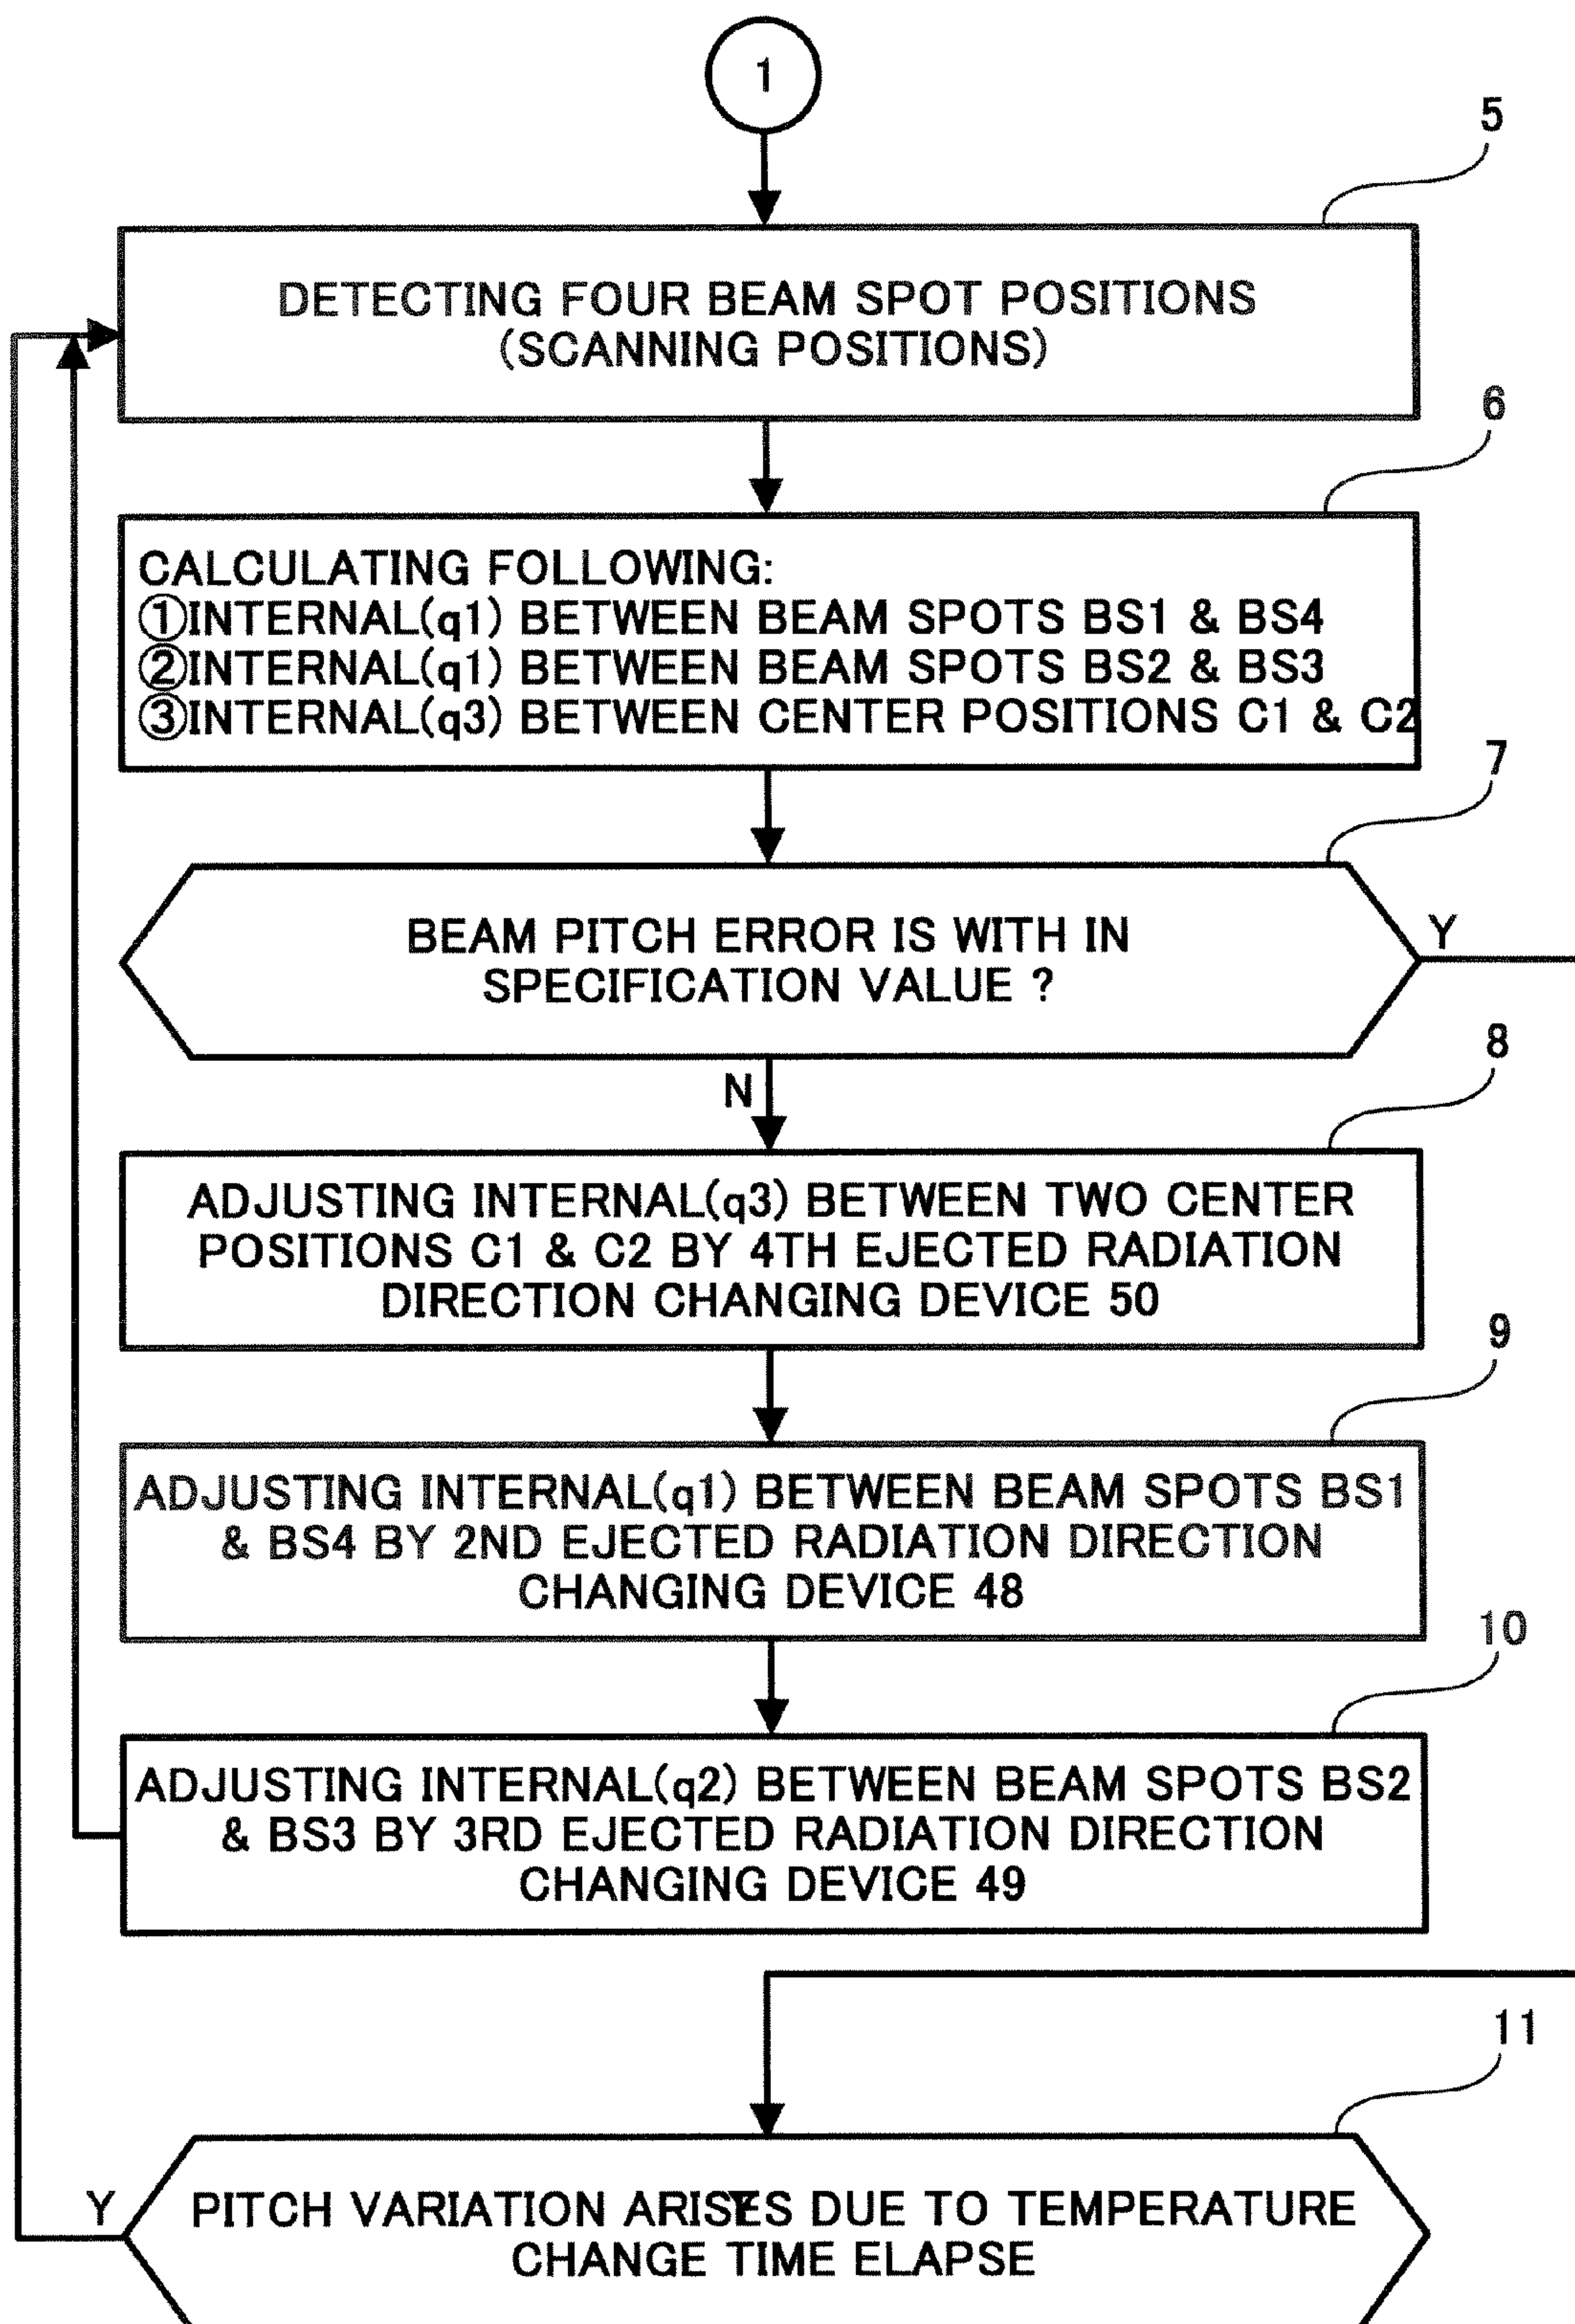 1
5
DETECTING FOUR BEAM SPOT POSITIONS
(SCANNING POSITIONS)
6
CALCULATING FOLLOWING:
①INTERNAL(q1) BETWEEN BEAM SPOTS BS1 & BS4
②INTERNAL(q1) BETWEEN BEAM SPOTS BS2 & BS3
③INTERNAL(q3) BETWEEN CENTER POSITIONS C1 & C2
7
BEAM PITCH ERROR IS WITH IN
SPECIFICATION VALUE ?
Y
N
8
ADJUSTING INTERNAL(q3) BETWEEN TWO CENTER
POSITIONS C1 & C2 BY 4TH EJECTED RADIATION
DIRECTION CHANGING DEVICE 50
9
ADJUSTING INTERNAL(q1) BETWEEN BEAM SPOTS BS1
& BS4 BY 2ND EJECTED RADIATION DIRECTION
CHANGING DEVICE 48
10
ADJUSTING INTERNAL(q2) BETWEEN BEAM SPOTS BS2
& BS3 BY 3RD EJECTED RADIATION DIRECTION
CHANGING DEVICE 49
11
Y
PITCH VARIATION ARISES DUE TO TEMPERATURE
CHANGE TIME ELAPSE